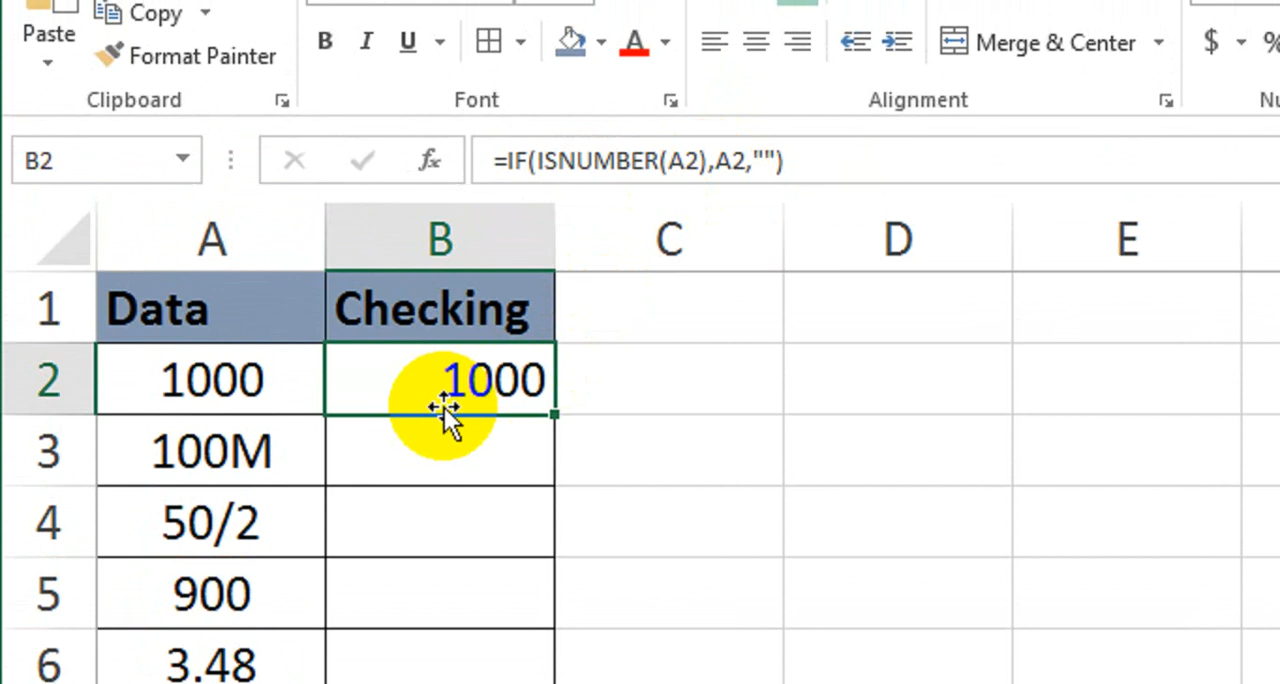 Paste
Copy
Format Painter
B I U
A
Merge & Center
$ %
Clipboard
Font
Alignment
B2
fx
=IF(ISNUMBER(A2),A2,"")
A B C D E
1 Data Checking
2 1000 1000
3 100M
4 50/2
5 900
6 3.48